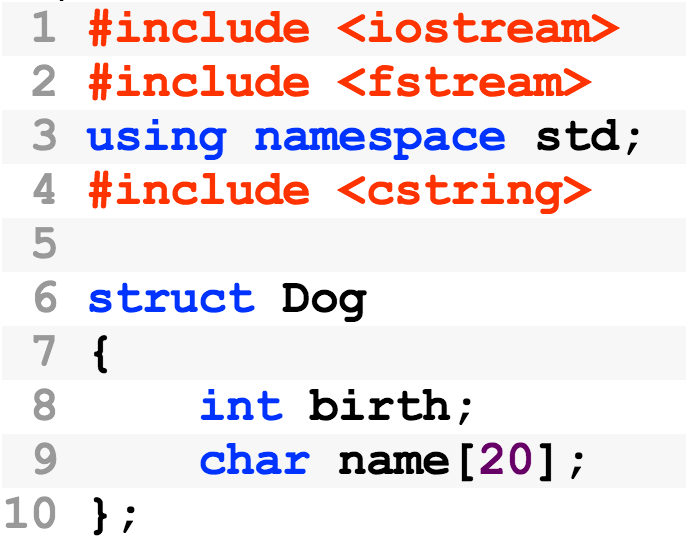 1 #include <iostream>
2 #include <fstream>
3 using namespace std;
4 #include <cstring>
5
6 struct Dog
7 {
8     int birth;
9     char name[20];
10 };